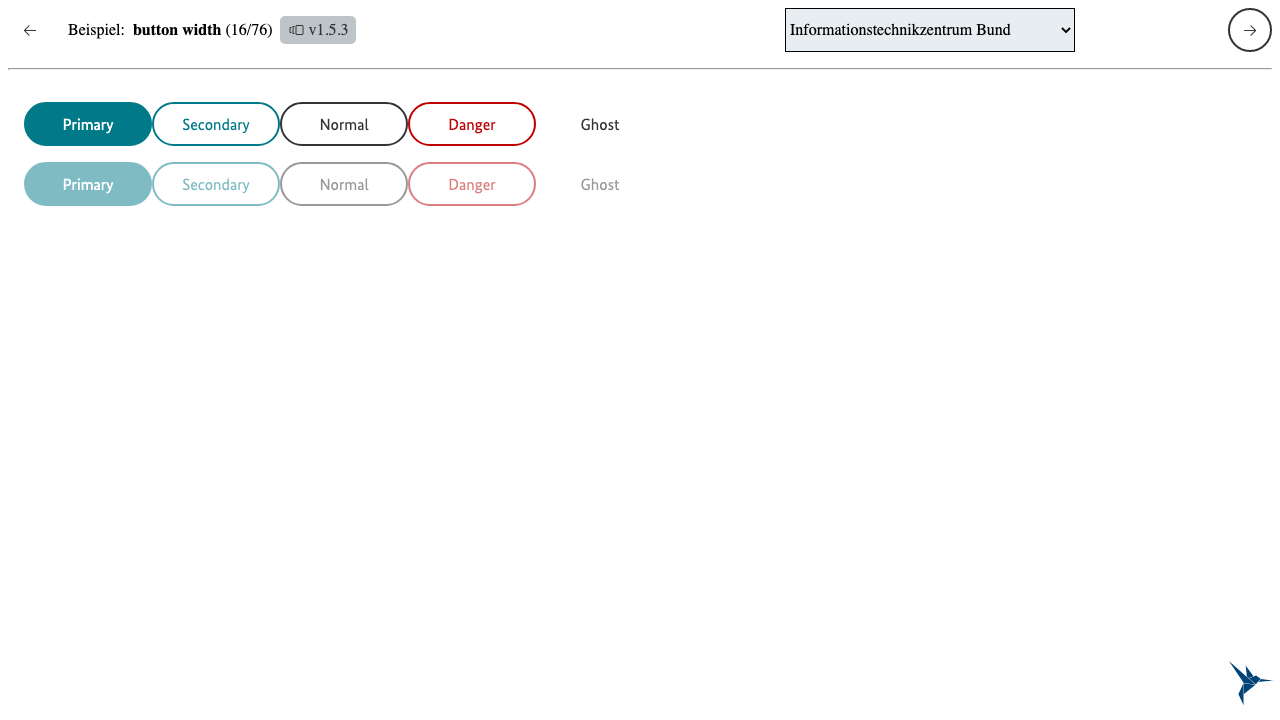 Beispiel: button width (16/76) v1.5.3 Informationstechnikzentrum Bund
Primary Secondary Normal Danger Ghost
Primary Secondary Normal Danger Ghost